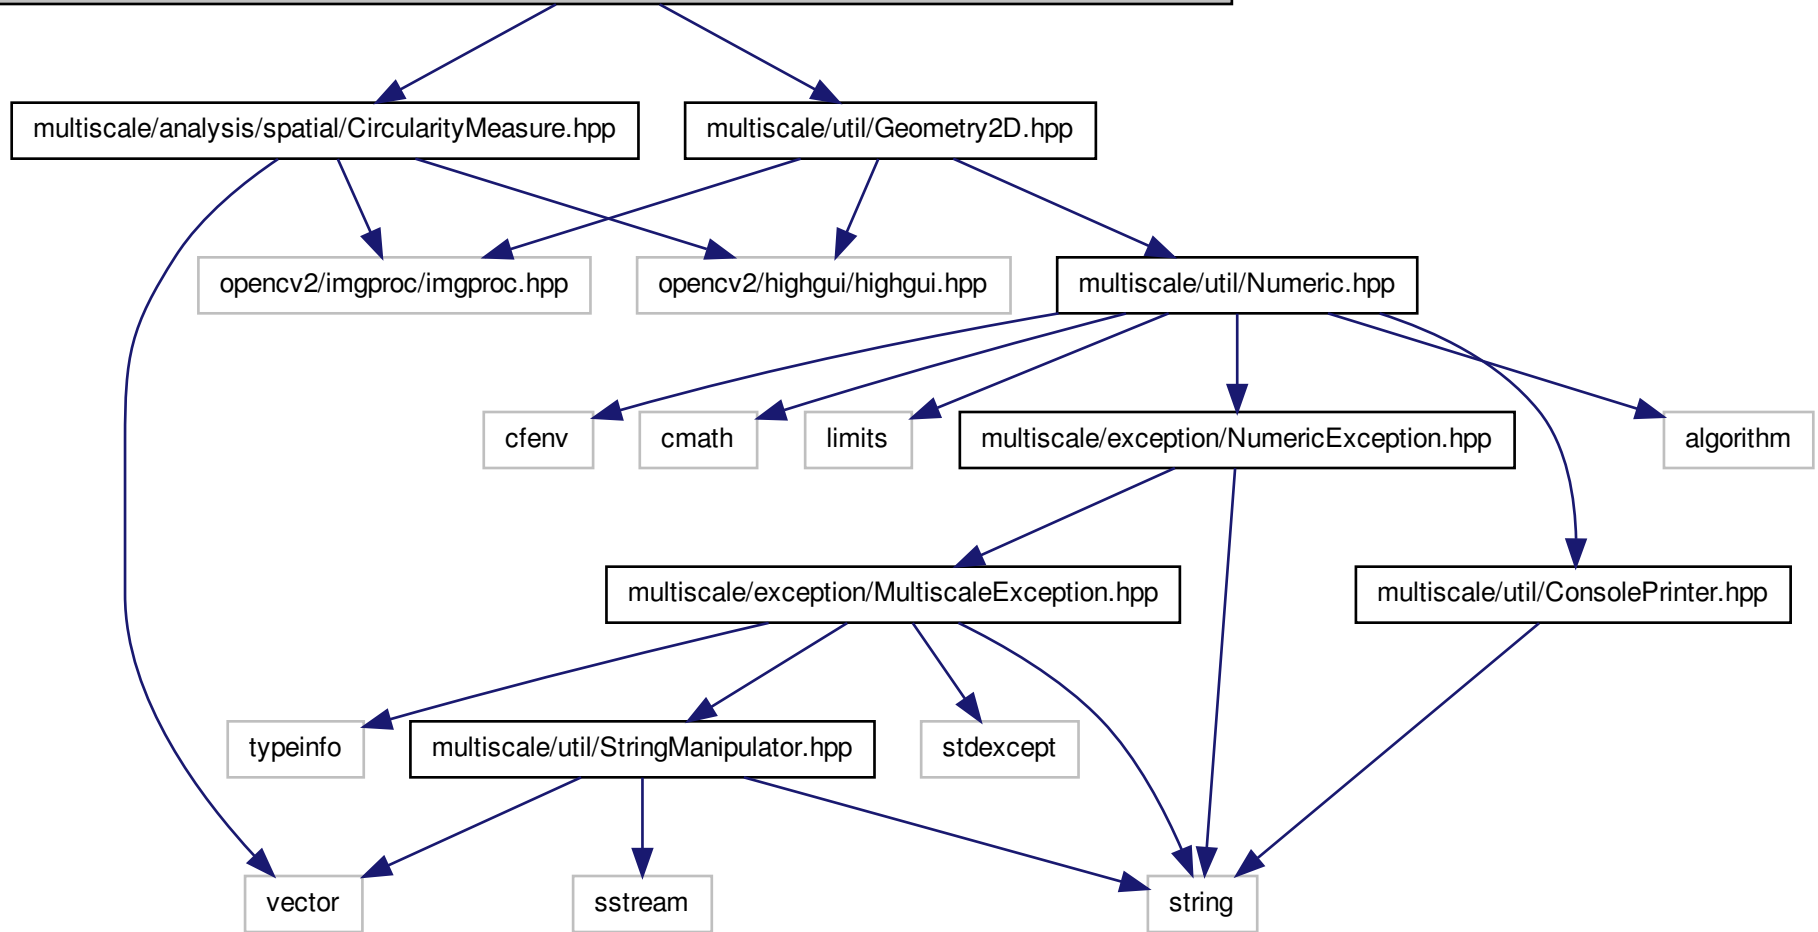 multiscale/analysis/spatial/CircularityMeasure.hpp
multiscale/util/Geometry2D.hpp
opencv2/imgproc/imgproc.hpp
opencv2/highgui/highgui.hpp
multiscale/util/Numeric.hpp
cfenv
cmath
limits
multiscale/exception/NumericException.hpp
algorithm
multiscale/exception/MultiscaleException.hpp
multiscale/util/ConsolePrinter.hpp
typeinfo
multiscale/util/StringManipulator.hpp
stdexcept
vector
sstream
string